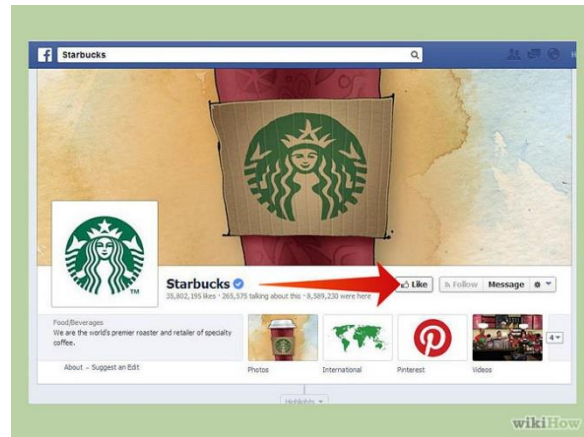 Starbucks
Starbucks
35,802,195 likes · 265,575 talking about this · 8,589,230 were here
Like
Follow
Message
Food/Beverages
We are the world's premier roaster and retailer of specialty
coffee.
About – Suggest an Edit
Photos
International
Pinterest
Videos
4
Highlights
TM
wikiHow